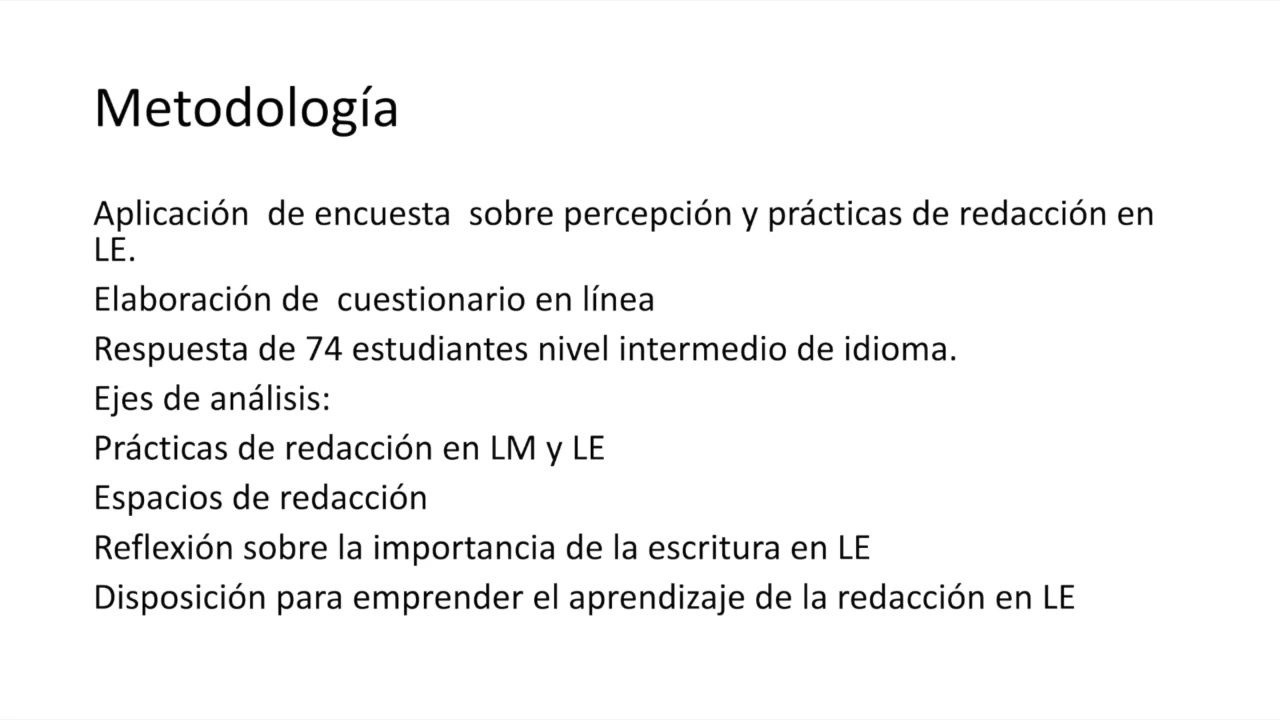 Metodología
Aplicación  de encuesta  sobre percepción y prácticas de redacción en
LE.
Elaboración de  cuestionario en línea
Respuesta de 74 estudiantes nivel intermedio de idioma.
Ejes de análisis:
Prácticas de redacción en LM y LE
Espacios de redacción
Reflexión sobre la importancia de la escritura en LE
Disposición para emprender el aprendizaje de la redacción en LE